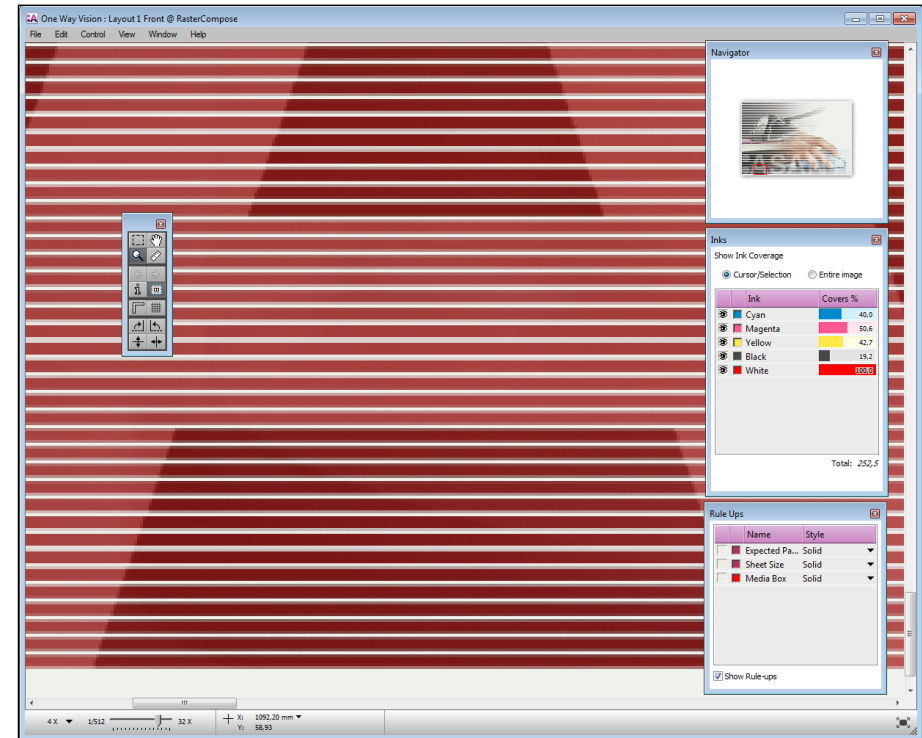 One Way Vision : Layout 1 Front @ RasterCompose
File Edit Control View Window Help
Navigator
Inks
Show Ink Coverage
Cursor/Selection Entire image
Ink Covers %
Cyan 40,0
Magenta 50,6
Yellow 42,7
Black 19,2
White 100,0
Total: 252,5
Rule Ups
Name Style
Expected Pa... Solid
Sheet Size Solid
Media Box Solid
Show Rule-ups
4 X 1/512 32 X X: 1092,20 mm
Y: 58,93